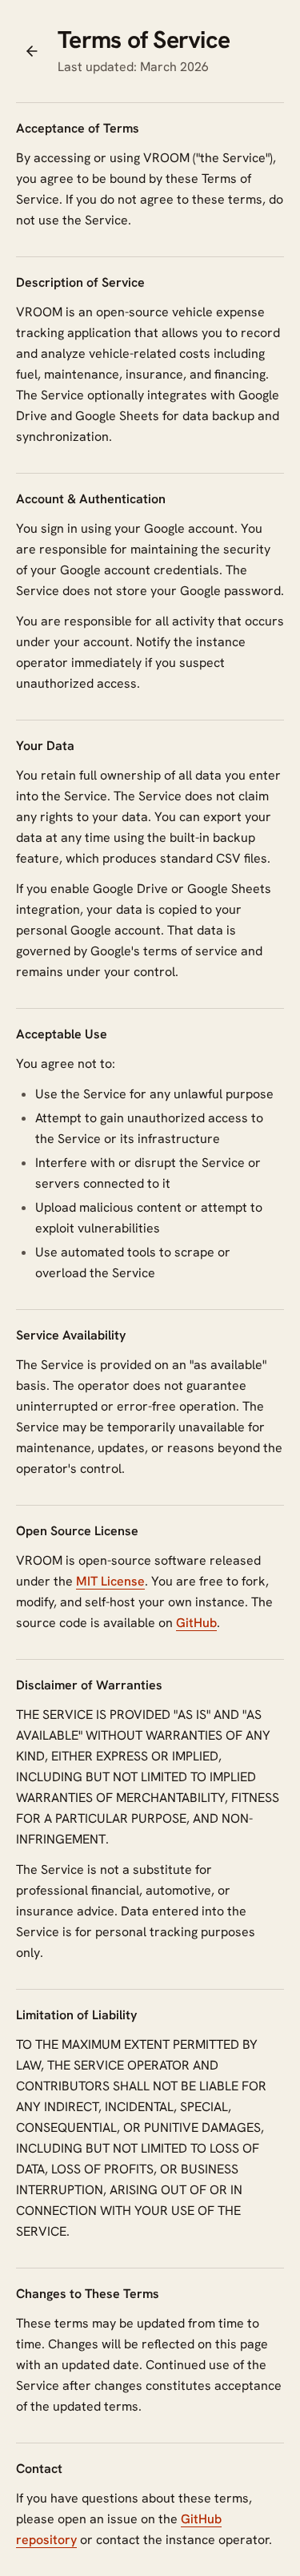 Terms of Service
Last updated: March 2026
Acceptance of Terms
By accessing or using VROOM ("the Service"),
you agree to be bound by these Terms of
Service. If you do not agree to these terms, do
not use the Service.
Description of Service
VROOM is an open-source vehicle expense
tracking application that allows you to record
and analyze vehicle-related costs including
fuel, maintenance, insurance, and financing.
The Service optionally integrates with Google
Drive and Google Sheets for data backup and
synchronization.
Account & Authentication
You sign in using your Google account. You
are responsible for maintaining the security
of your Google account credentials. The
Service does not store your Google password.
You are responsible for all activity that occurs
under your account. Notify the instance
operator immediately if you suspect
unauthorized access.
Your Data
You retain full ownership of all data you enter
into the Service. The Service does not claim
any rights to your data. You can export your
data at any time using the built-in backup
feature, which produces standard CSV files.
If you enable Google Drive or Google Sheets
integration, your data is copied to your
personal Google account. That data is
governed by Google's terms of service and
remains under your control.
Acceptable Use
You agree not to:
• Use the Service for any unlawful purpose
• Attempt to gain unauthorized access to
the Service or its infrastructure
• Interfere with or disrupt the Service or
servers connected to it
• Upload malicious content or attempt to
exploit vulnerabilities
• Use automated tools to scrape or
overload the Service
Service Availability
The Service is provided on an "as available"
basis. The operator does not guarantee
uninterrupted or error-free operation. The
Service may be temporarily unavailable for
maintenance, updates, or reasons beyond the
operator's control.
Open Source License
VROOM is open-source software released
under the MIT License. You are free to fork,
modify, and self-host your own instance. The
source code is available on GitHub.
Disclaimer of Warranties
THE SERVICE IS PROVIDED "AS IS" AND "AS
AVAILABLE" WITHOUT WARRANTIES OF ANY
KIND, EITHER EXPRESS OR IMPLIED,
INCLUDING BUT NOT LIMITED TO IMPLIED
WARRANTIES OF MERCHANTABILITY, FITNESS
FOR A PARTICULAR PURPOSE, AND NON-
INFRINGEMENT.
The Service is not a substitute for
professional financial, automotive, or
insurance advice. Data entered into the
Service is for personal tracking purposes
only.
Limitation of Liability
TO THE MAXIMUM EXTENT PERMITTED BY
LAW, THE SERVICE OPERATOR AND
CONTRIBUTORS SHALL NOT BE LIABLE FOR
ANY INDIRECT, INCIDENTAL, SPECIAL,
CONSEQUENTIAL, OR PUNITIVE DAMAGES,
INCLUDING BUT NOT LIMITED TO LOSS OF
DATA, LOSS OF PROFITS, OR BUSINESS
INTERRUPTION, ARISING OUT OF OR IN
CONNECTION WITH YOUR USE OF THE
SERVICE.
Changes to These Terms
These terms may be updated from time to
time. Changes will be reflected on this page
with an updated date. Continued use of the
Service after changes constitutes acceptance
of the updated terms.
Contact
If you have questions about these terms,
please open an issue on the GitHub
repository or contact the instance operator.